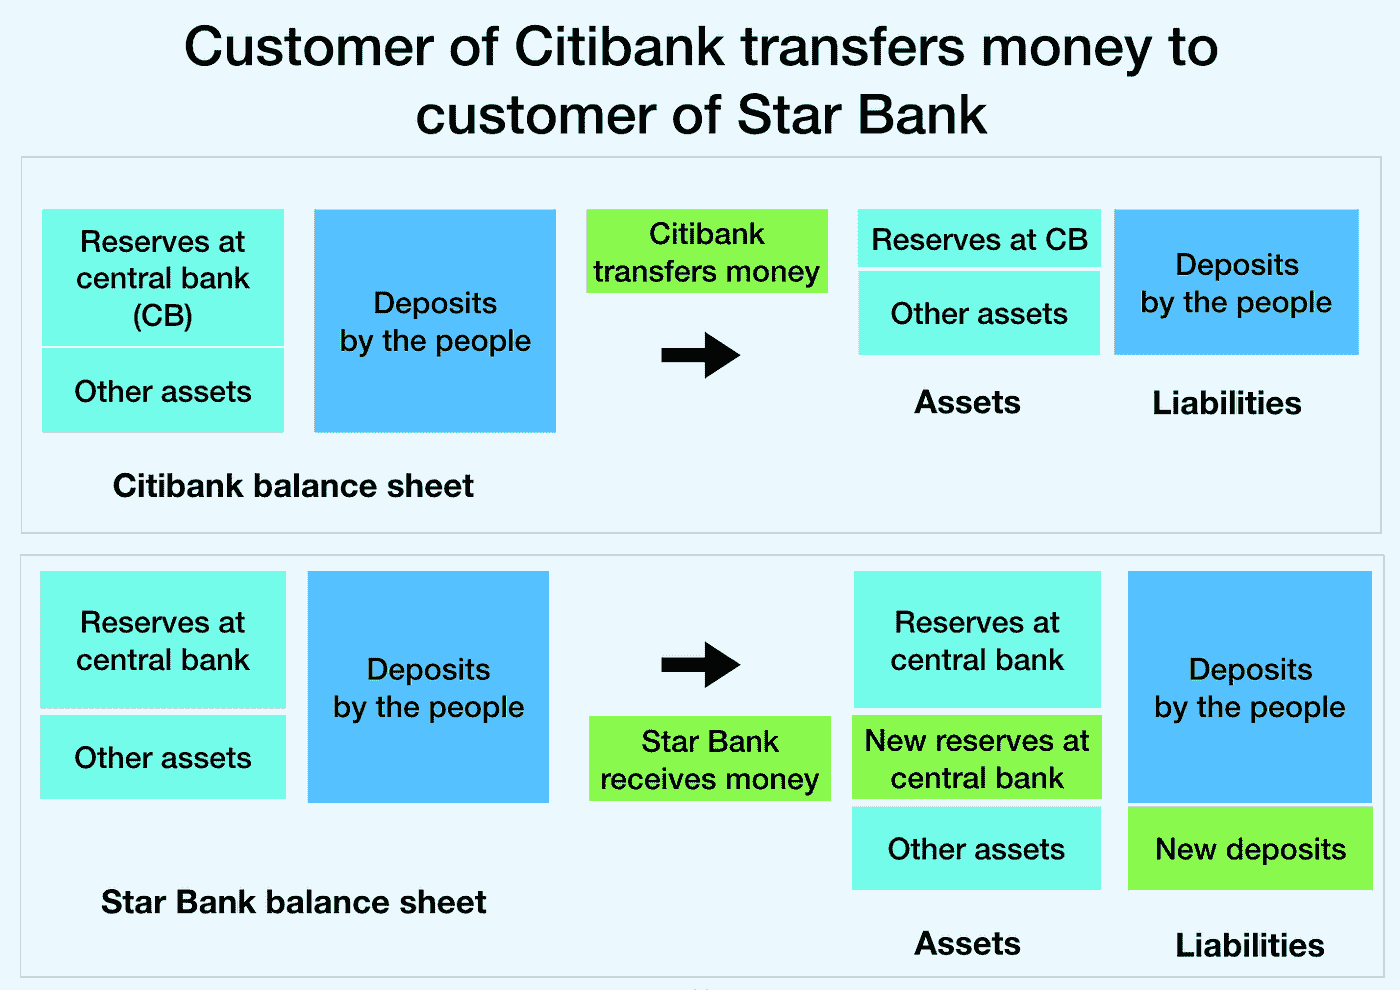 Customer of Citibank transfers money to
customer of Star Bank
Reserves at
central bank
(CB)
Other assets
Deposits
by the people
Citibank
transfers money
Reserves at CB
Other assets
Deposits
by the people
Assets
Liabilities
Citibank balance sheet
Reserves at
central bank
Other assets
Deposits
by the people
Star Bank
receives money
Reserves at
central bank
New reserves at
central bank
Other assets
Deposits
by the people
New deposits
Star Bank balance sheet
Assets
Liabilities